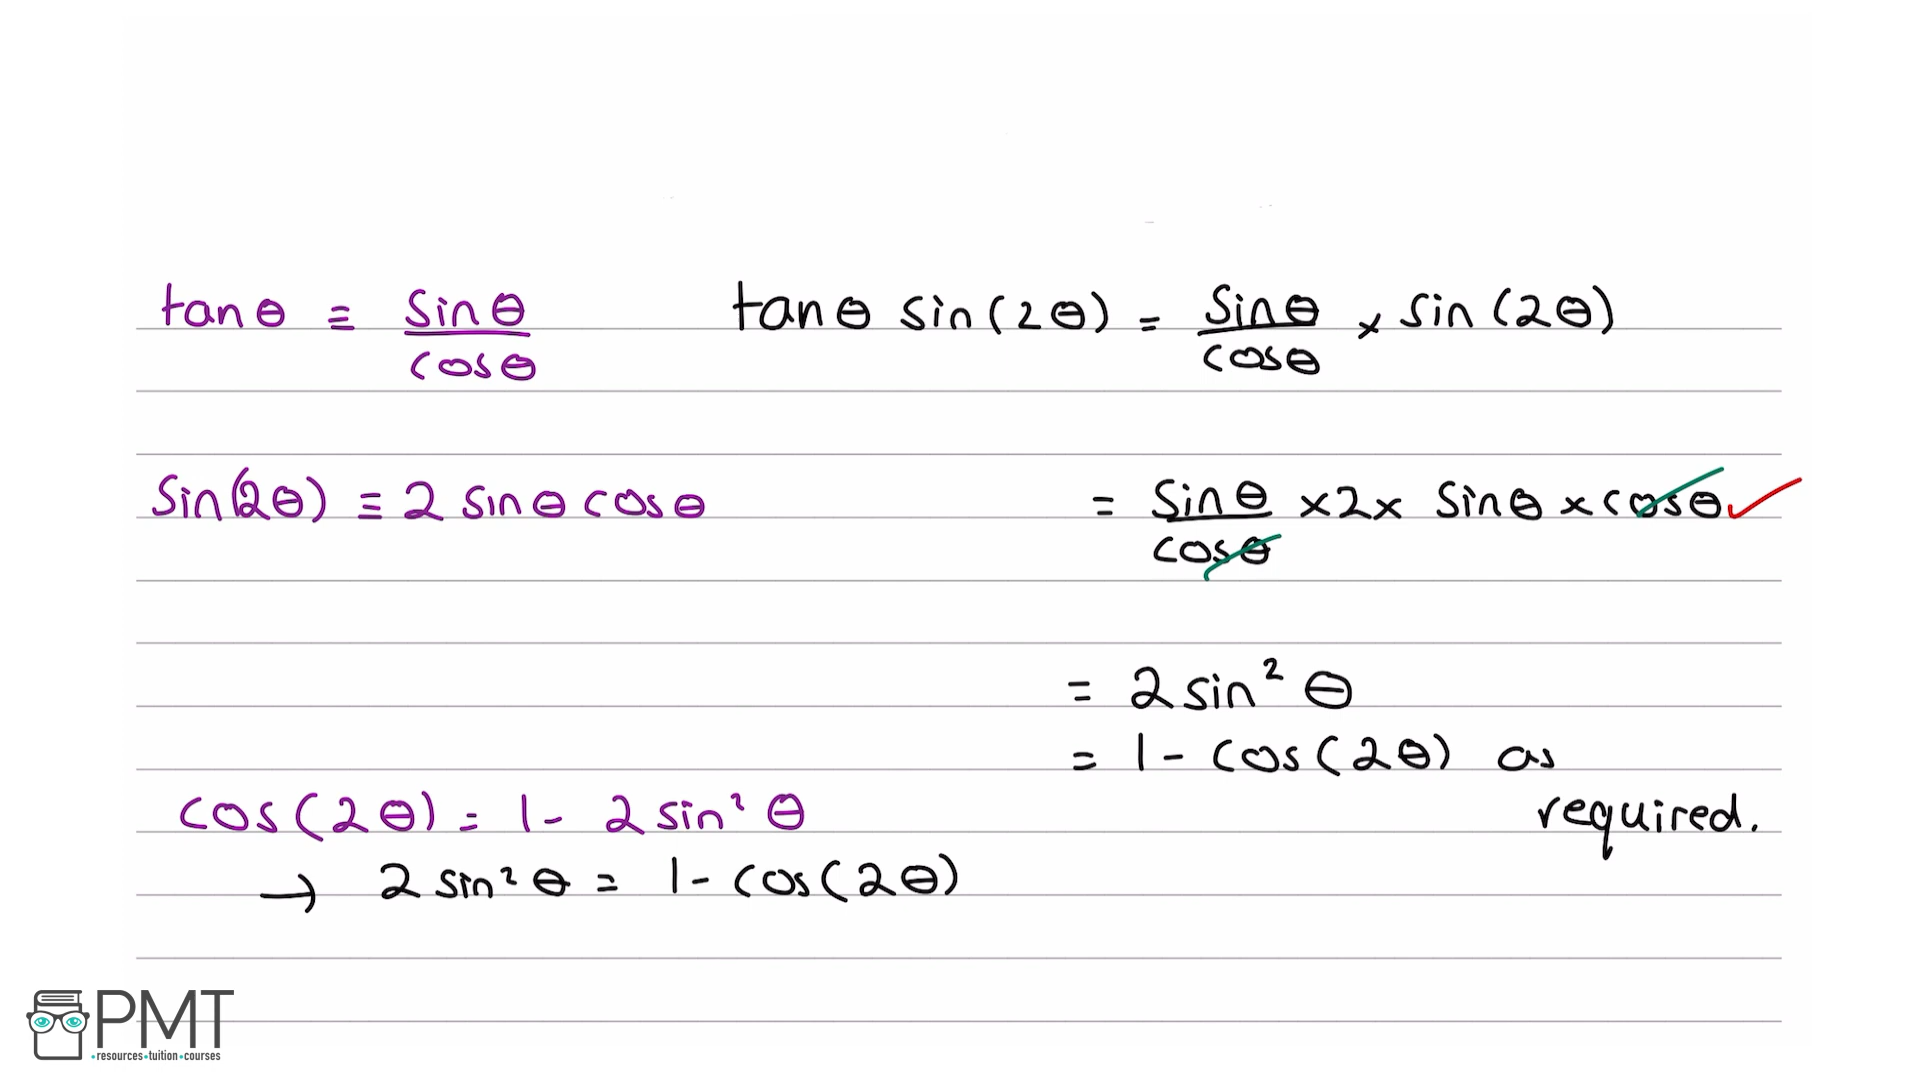 tanθ ≡ sinθ/cosθ
tanθ sin(2θ) = sinθ/cosθ × sin(2θ)
sin(2θ) ≡ 2 sinθ cosθ
= sinθ/cosθ ×2× sinθ × cosθ ✓
= 2sin²θ
= 1 - cos(2θ) as
required.
cos(2θ) = 1 - 2sin²θ
→ 2sin²θ = 1 - cos(2θ)
PMT
•resources•tuition•courses